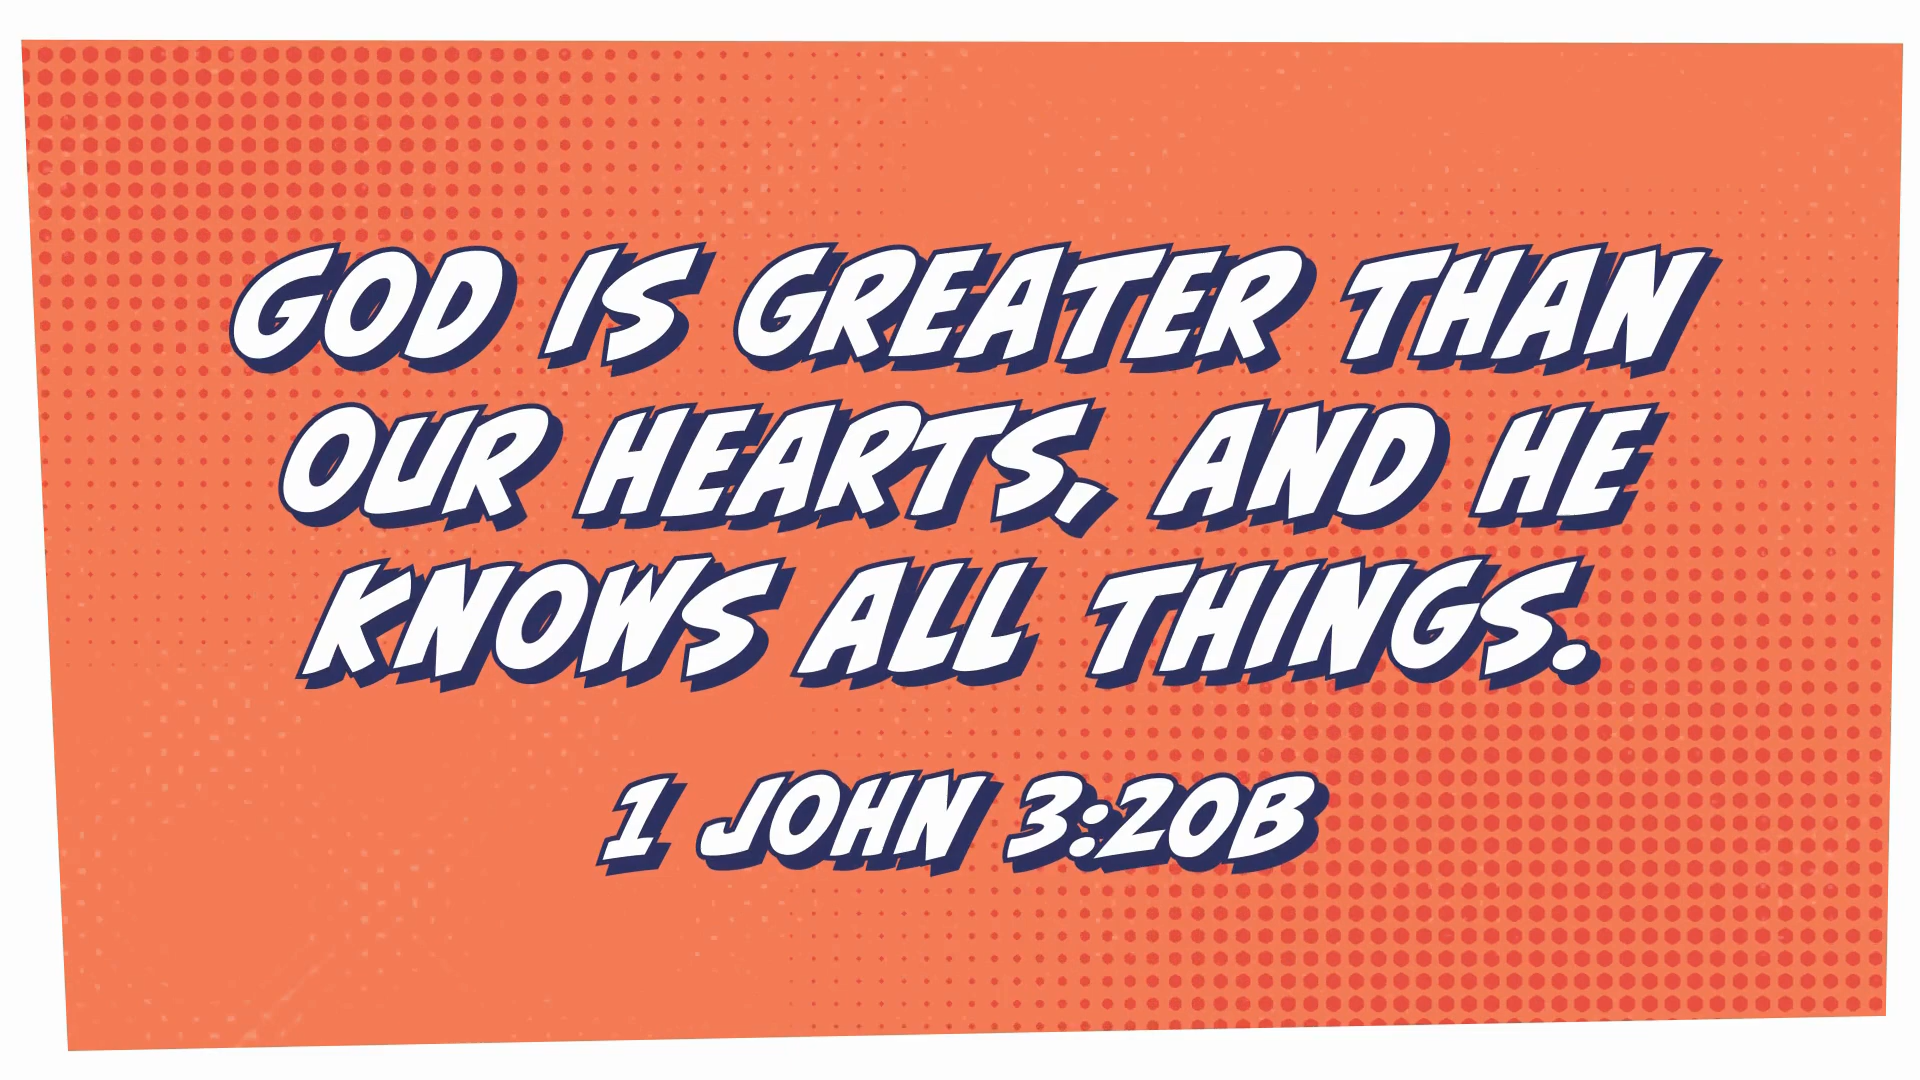 GOD IS GREATER THAN
OUR HEARTS, AND HE
KNOWS ALL THINGS.
1 JOHN 3:20B